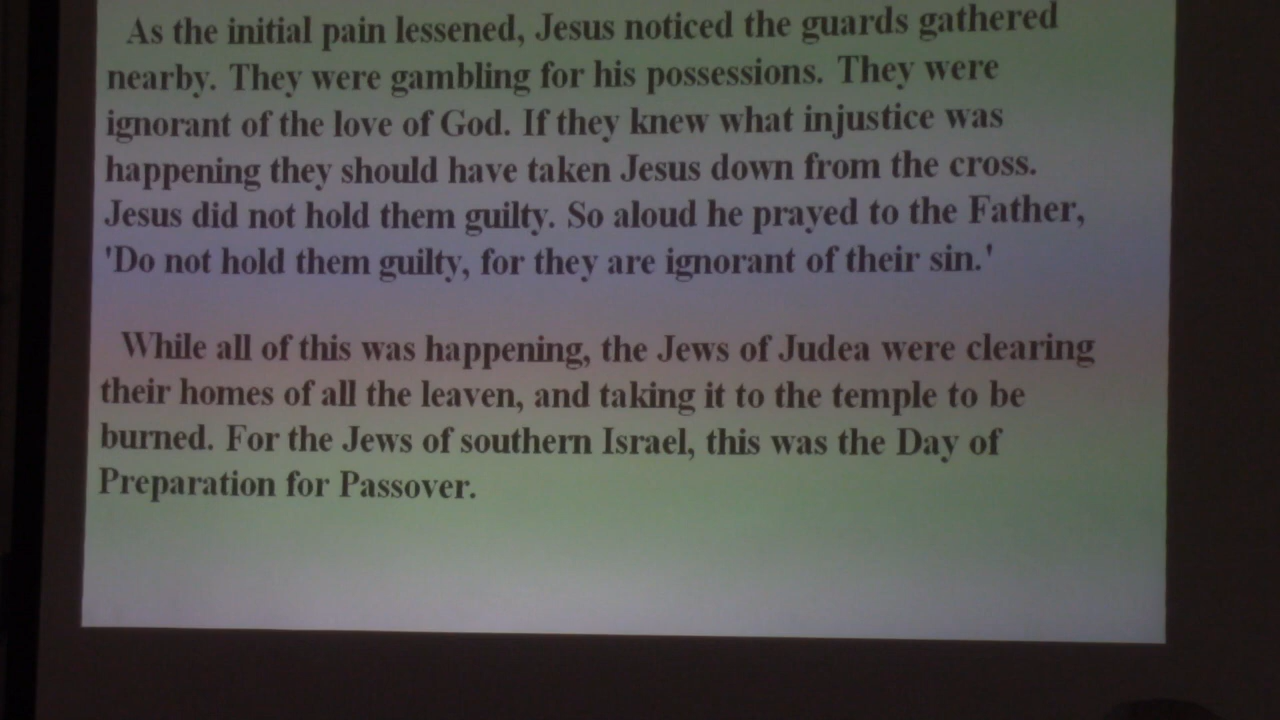 As the initial pain lessened, Jesus noticed the guards gathered
nearby. They were gambling for his possessions. They were
ignorant of the love of God. If they knew what injustice was
happening they should have taken Jesus down from the cross.
Jesus did not hold them guilty. So aloud he prayed to the Father,
'Do not hold them guilty, for they are ignorant of their sin.'
While all of this was happening, the Jews of Judea were clearing
their homes of all the leaven, and taking it to the temple to be
burned. For the Jews of southern Israel, this was the Day of
Preparation for Passover.